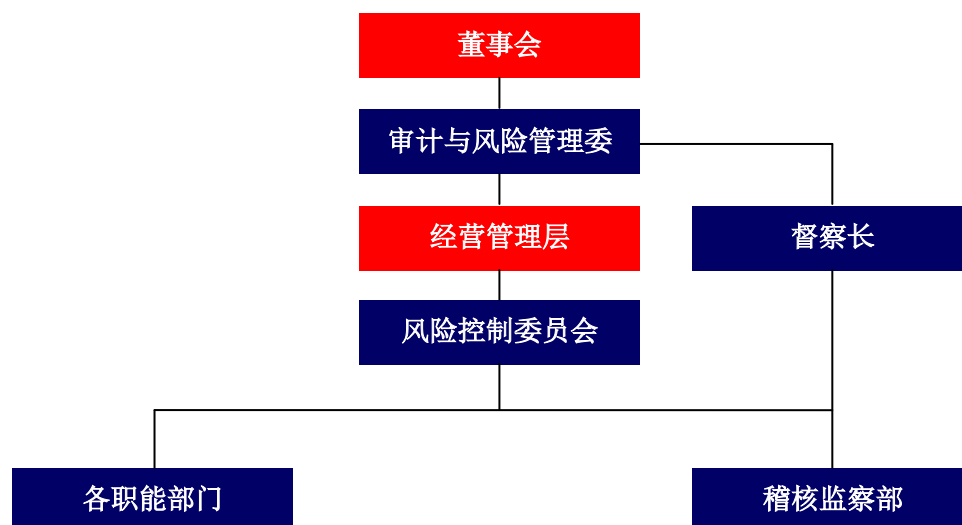 董事会
审计与风险管理委
经营管理层
督察长
风险控制委员会
各职能部门
稽核监察部